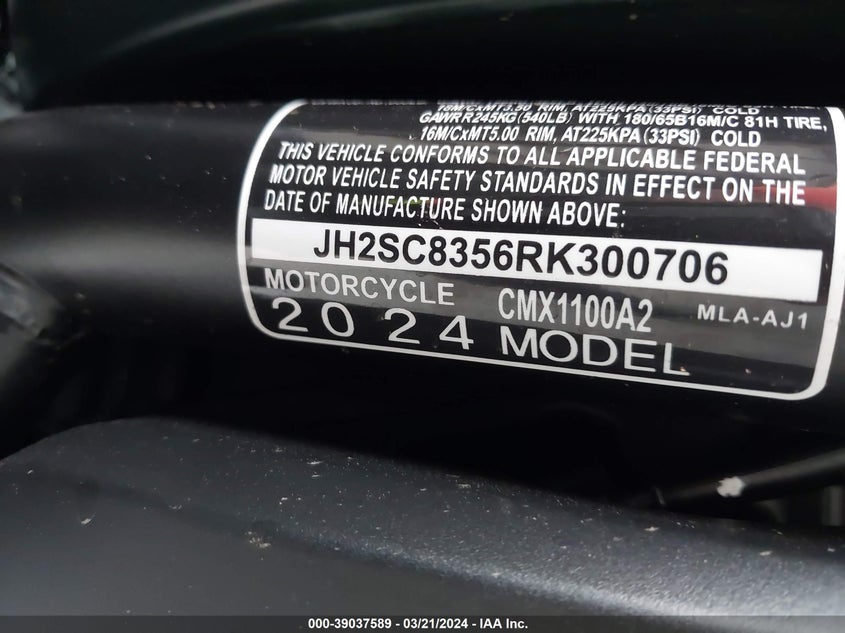 16M/CxMT3.50 RIM, AT225KPA (33PSI) COLD
GAWR R245KG (540LB) WITH 180/65B16M/C 81H TIRE,
16M/CxMT5.00 RIM, AT225KPA (33PSI) COLD
THIS VEHICLE CONFORMS TO ALL APPLICABLE FEDERAL
MOTOR VEHICLE SAFETY STANDARDS IN EFFECT ON THE
DATE OF MANUFACTURE SHOWN ABOVE:
JH2SC8356RK300706
MOTORCYCLE CMX1100A2 MLA-AJ1
2024 MODEL
000-39037589 - 03/21/2024 - IAA Inc.